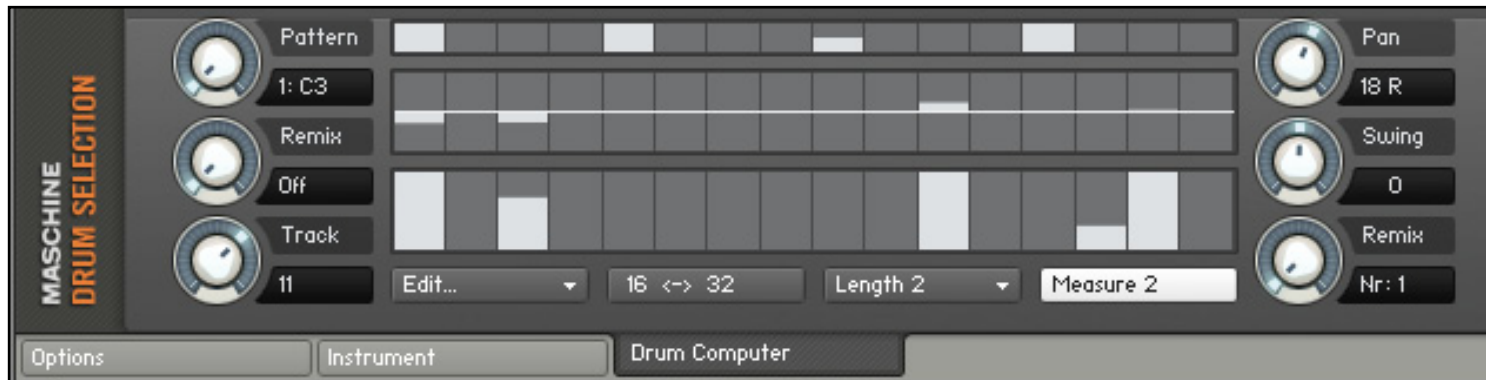 MASCHINE
DRUM SELECTION
Pattern
1: C3
Remix
Off
Track
11
Edit...
16 <-> 32
Length 2
Measure 2
Pan
18 R
Swing
0
Remix
Nr: 1
Options
Instrument
Drum Computer